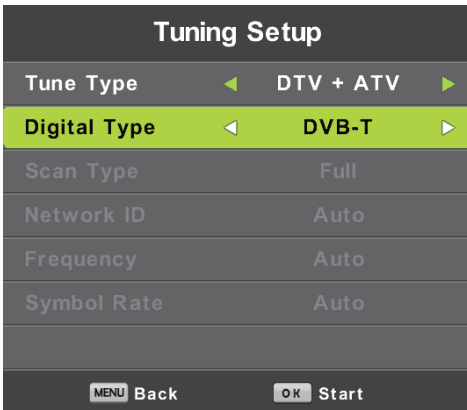 Tuning Setup
Tune Type DTV + ATV
Digital Type DVB-T
Scan Type Full
Network ID Auto
Frequency Auto
Symbol Rate Auto
MENU Back OK Start